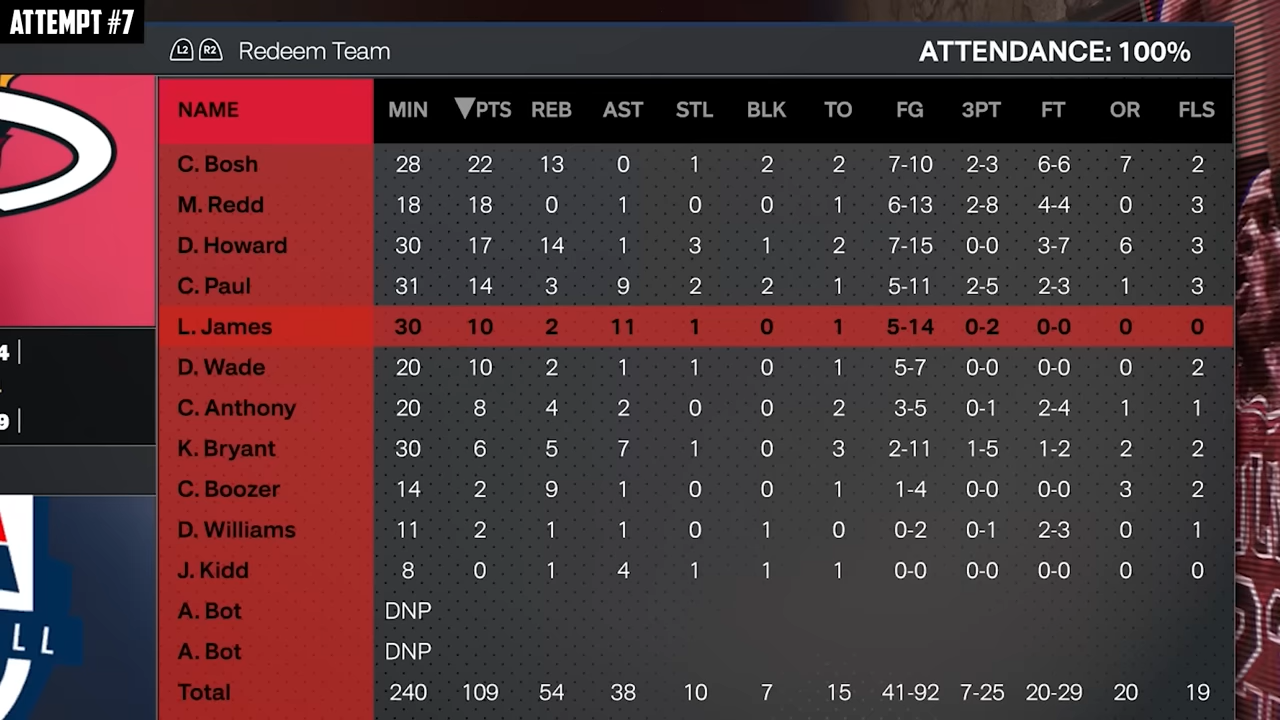 ATTEMPT #7
L2 R2 Redeem Team ATTENDANCE: 100%
NAME MIN PTS REB AST STL BLK TO FG 3PT FT OR FLS
C. Bosh 28 22 13 0 1 2 2 7-10 2-3 6-6 7 2
M. Redd 18 18 0 1 0 0 1 6-13 2-8 4-4 0 3
D. Howard 30 17 14 1 3 1 2 7-15 0-0 3-7 6 3
C. Paul 31 14 3 9 2 2 1 5-11 2-5 2-3 1 3
L. James 30 10 2 11 1 0 1 5-14 0-2 0-0 0 0
4
D. Wade 20 10 2 1 1 0 1 5-7 0-0 0-0 0 2
C. Anthony 20 8 4 2 0 0 2 3-5 0-1 2-4 1 1
9
K. Bryant 30 6 5 7 1 0 3 2-11 1-5 1-2 2 2
C. Boozer 14 2 9 1 0 0 1 1-4 0-0 0-0 3 2
D. Williams 11 2 1 1 0 1 0 0-2 0-1 2-3 0 1
J. Kidd 8 0 1 4 1 1 1 0-0 0-0 0-0 0 0
A. Bot DNP
A. Bot DNP
LL
Total 240 109 54 38 10 7 15 41-92 7-25 20-29 20 19